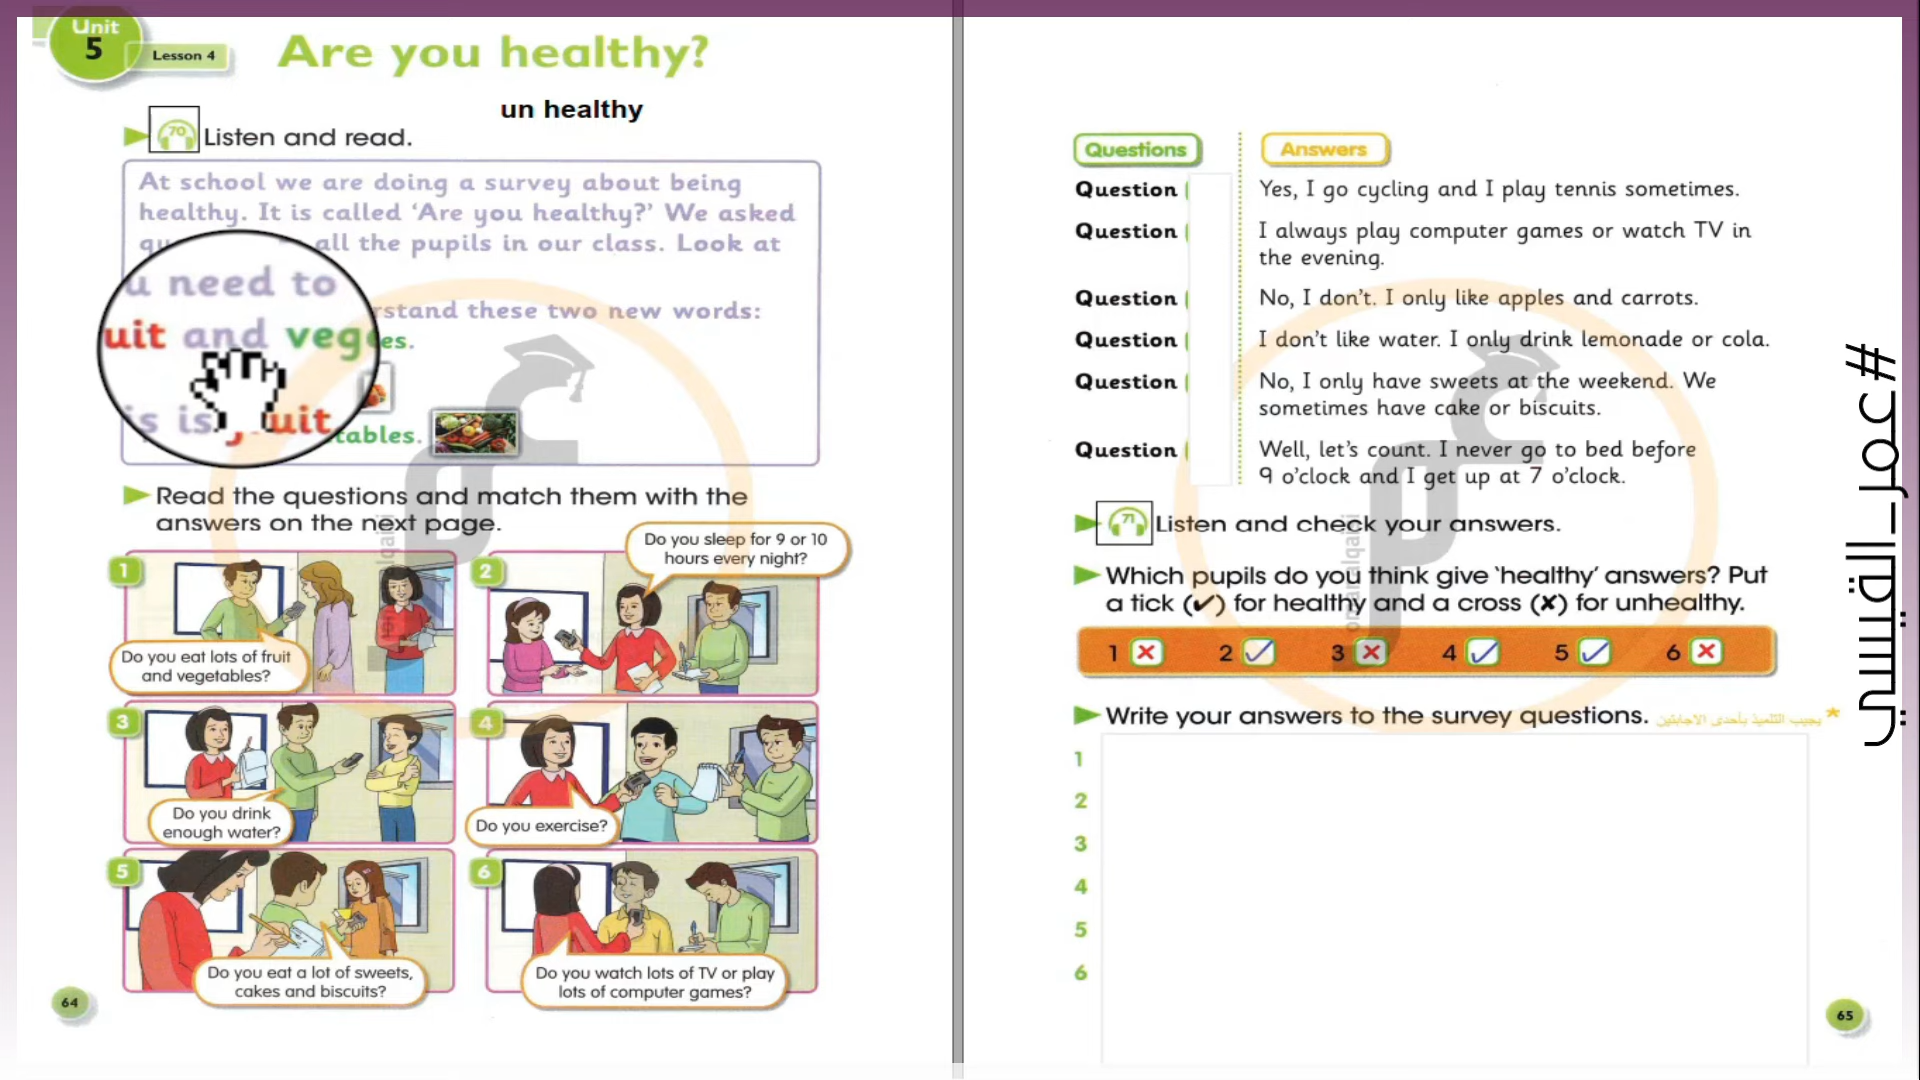 Unit
5
Lesson 4
Are you healthy?
un healthy
70
Listen and read.
At school we are doing a survey about being
healthy. It is called ‘Are you healthy?’ We asked
all the pupils in our class. Look at
u need to
rstand these two new words:
uit and veg es.
s is uit
tables.
Read the questions and match them with the
answers on the next page.
1
Do you eat lots of fruit
and vegetables?
2
Do you sleep for 9 or 10
hours every night?
3
Do you drink
enough water?
4
Do you exercise?
5
Do you eat a lot of sweets,
cakes and biscuits?
6
Do you watch lots of TV or play
lots of computer games?
64
Questions
Answers
Question
Yes, I go cycling and I play tennis sometimes.
Question
I always play computer games or watch TV in
the evening.
Question
No, I don’t. I only like apples and carrots.
Question
I don’t like water. I only drink lemonade or cola.
Question
No, I only have sweets at the weekend. We
sometimes have cake or biscuits.
Question
Well, let’s count. I never go to bed before
9 o’clock and I get up at 7 o’clock.
71
Listen and check your answers.
Which pupils do you think give ‘healthy’ answers? Put
a tick (✔) for healthy and a cross (✘) for unhealthy.
1 ✘ 2 ✓ 3 ✘ 4 ✓ 5 ✓ 6 ✘
Write your answers to the survey questions.
* يجيب التلميذ بأحدى الاجابتين
1
2
3
4
5
6
65
#عمر_القيسي